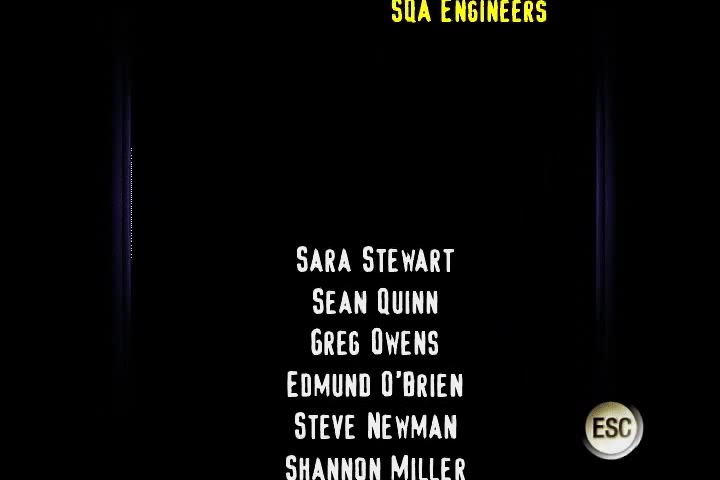 SQA ENGINEERS
SARA STEWART
SEAN QUINN
GREG OWENS
EDMUND O'BRIEN
STEVE NEWMAN
ESC
SHANNON MILLER